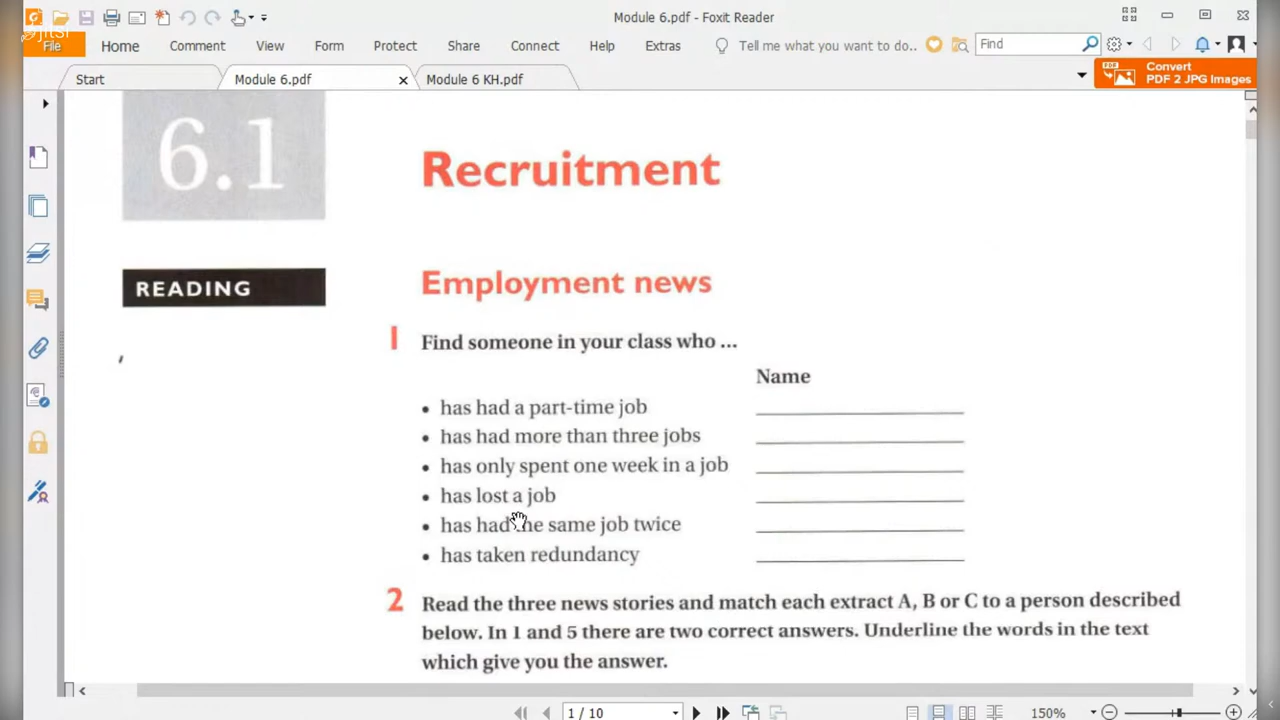 Module 6.pdf - Foxit Reader
Jitsi
File Home Comment View Form Protect Share Connect Help Extras Tell me what you want to do.. Find
Start Module 6.pdf Module 6 KH.pdf
Convert
PDF 2 JPG Images
6.1
Recruitment
READING
Employment news
1 Find someone in your class who ...
Name
• has had a part-time job
• has had more than three jobs
• has only spent one week in a job
• has lost a job
• has had the same job twice
• has taken redundancy
2 Read the three news stories and match each extract A, B or C to a person described
below. In 1 and 5 there are two correct answers. Underline the words in the text
which give you the answer.
1 / 10
150%